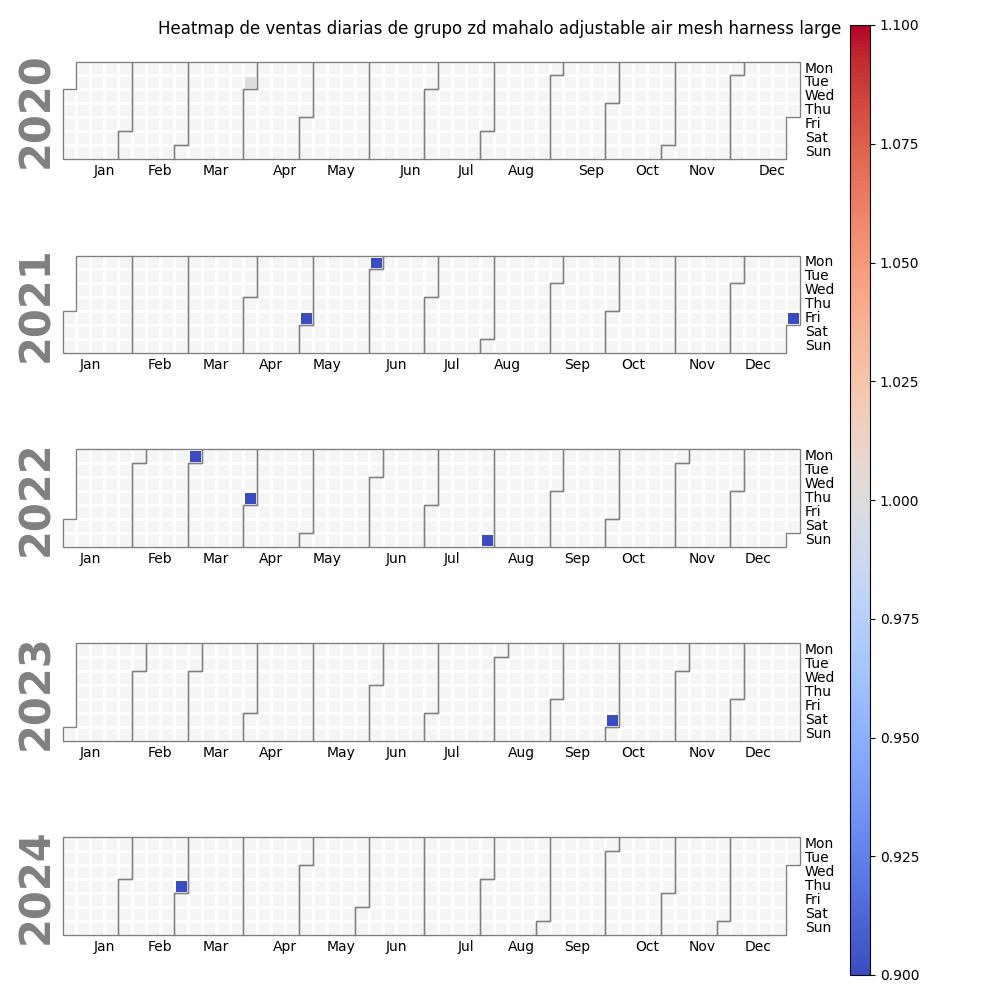 Heatmap de ventas diarias de grupo zd mahalo adjustable air mesh harness large
2020
Mon
Tue
Wed
Thu
Fri
Sat
Sun
Jan Feb Mar Apr May Jun Jul Aug Sep Oct Nov Dec
2021
Mon
Tue
Wed
Thu
Fri
Sat
Sun
Jan Feb Mar Apr May Jun Jul Aug Sep Oct Nov Dec
2022
Mon
Tue
Wed
Thu
Fri
Sat
Sun
Jan Feb Mar Apr May Jun Jul Aug Sep Oct Nov Dec
2023
Mon
Tue
Wed
Thu
Fri
Sat
Sun
Jan Feb Mar Apr May Jun Jul Aug Sep Oct Nov Dec
2024
Mon
Tue
Wed
Thu
Fri
Sat
Sun
Jan Feb Mar Apr May Jun Jul Aug Sep Oct Nov Dec
1.100
1.075
1.050
1.025
1.000
0.975
0.950
0.925
0.900